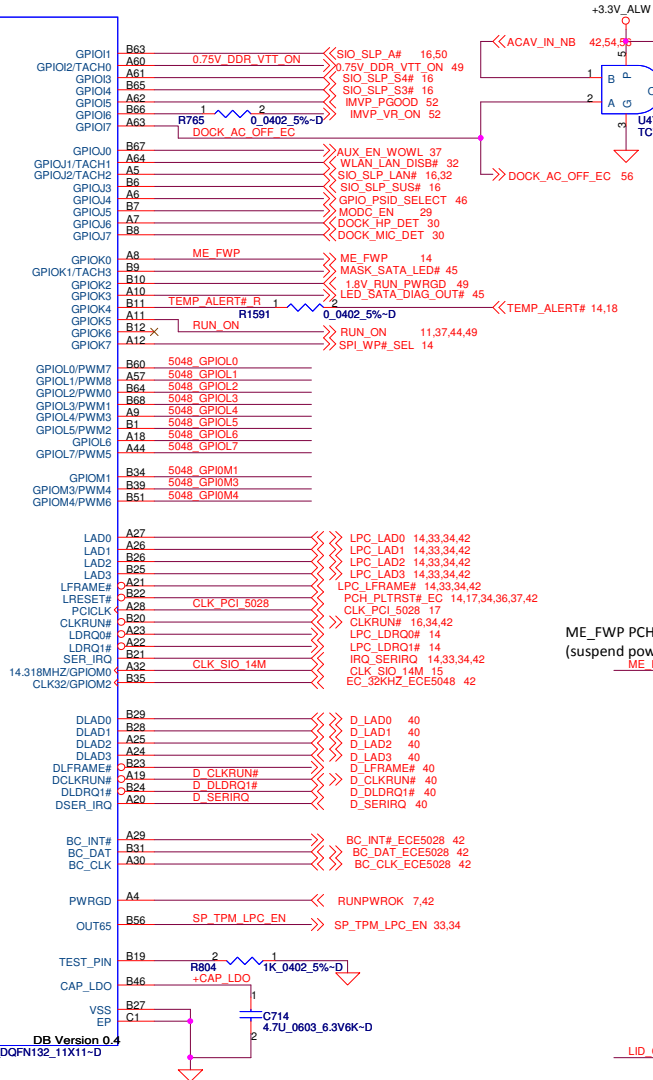 +3.3V_ALW
GPIOI1 B63 SIO_SLP_A# 16,50
GPIOI2/TACH0 A60 0.75V_DDR_VTT_ON 0.75V_DDR_VTT_ON 49
GPIOI3 A61 SIO_SLP_S4# 16
GPIOI4 B65 SIO_SLP_S3# 16
GPIOI5 A62 IMVP_PGOOD 52
GPIOI6 B66 1 2 IMVP_VR_ON 52
R765 0_0402_5%~D
GPIOI7 A63 DOCK_AC_OFF_EC
ACAV_IN_NB
5
1 B P
2 A G
3
DOCK_AC_OFF_EC 56
GPIOJ0 B67 AUX_EN_WOWL 37
GPIOJ1/TACH1 A64 WLAN_LAN_DISB# 32
GPIOJ2/TACH2 A5 SIO_SLP_LAN# 16,32
GPIOJ3 B6 SIO_SLP_SUS# 16
GPIOJ4 A6 GPIO_PSID_SELECT 46
GPIOJ5 B7 MODC_EN 29
GPIOJ6 A7 DOCK_HP_DET 30
GPIOJ7 B8 DOCK_MIC_DET 30
GPIOK0 A8 ME_FWP ME_FWP 14
GPIOK1/TACH3 B9 MASK_SATA_LED# 45
GPIOK2 B10 1.8V_RUN_PWRGD 49
GPIOK3 A10 LED_SATA_DIAG_OUT# 45
GPIOK4 B11 TEMP_ALERT#_R 1 2 TEMP_ALERT# 14,18
R1591 0_0402_5%~D
GPIOK5 A11
GPIOK6 B12 RUN_ON RUN_ON 11,37,44,49
GPIOK7 A12 SPI_WP#_SEL 14
GPIOL0/PWM7 B60 5048_GPIOL0
GPIOL1/PWM8 A57 5048_GPIOL1
GPIOL2/PWM0 B64 5048_GPIOL2
GPIOL3/PWM1 B68 5048_GPIOL3
GPIOL4/PWM3 A9 5048_GPIOL4
GPIOL5/PWM2 B1 5048_GPIOL5
GPIOL6 A18 5048_GPIOL6
GPIOL7/PWM5 A44 5048_GPIOL7
GPIOM1 B34 5048_GPI0M1
GPIOM3/PWM4 B39 5048_GPI0M3
GPIOM4/PWM6 B51 5048_GPI0M4
LAD0 A27 LPC_LAD0 14,33,34,42
LAD1 A26 LPC_LAD1 14,33,34,42
LAD2 B26 LPC_LAD2 14,33,34,42
LAD3 B25 LPC_LAD3 14,33,34,42
LFRAME# A21 LPC_LFRAME# 14,33,34,42
LRESET# B22 PCH_PLTRST#_EC 14,17,34,36,37,42
PCICLK A28 CLK_PCI_5028 CLK_PCI_5028 17
CLKRUN# B20 CLKRUN# 16,34,42
LDRQ0# A23 LPC_LDRQ0# 14
LDRQ1# A22 LPC_LDRQ1# 14
SER_IRQ B21 IRQ_SERIRQ 14,33,34,42
14.318MHZ/GPIOM0 A32 CLK_SIO_14M CLK_SIO_14M 15
CLK32/GPIOM2 B35 EC_32KHZ_ECE5048 42
ME_FWP PCH
(suspend
DLAD0 B29 D_LAD0 40
DLAD1 B28 D_LAD1 40
DLAD2 A25 D_LAD2 40
DLAD3 A24 D_LAD3 40
DLFRAME# B23 D_LFRAME# 40
DCLKRUN# A19 D_CLKRUN# D_CLKRUN# 40
DLDRQ1# B24 D_DLDRQ1# D_DLDRQ1# 40
DSER_IRQ A20 D_SERIRQ D_SERIRQ 40
BC_INT# A29 BC_INT#_ECE5028 42
BC_DAT B31 BC_DAT_ECE5028 42
BC_CLK A30 BC_CLK_ECE5028 42
PWRGD A4 RUNPWROK 7,42
OUT65 B56 SP_TPM_LPC_EN SP_TPM_LPC_EN 33,34
TEST_PIN B19 2 1
R804 1K_0402_5%~D
CAP_LDO B46 +CAP_LDO
1
C714
4.7U_0603_6.3V6K~D
2
VSS B27
EP C1
DB Version 0.4
DQFN132_11X11~D